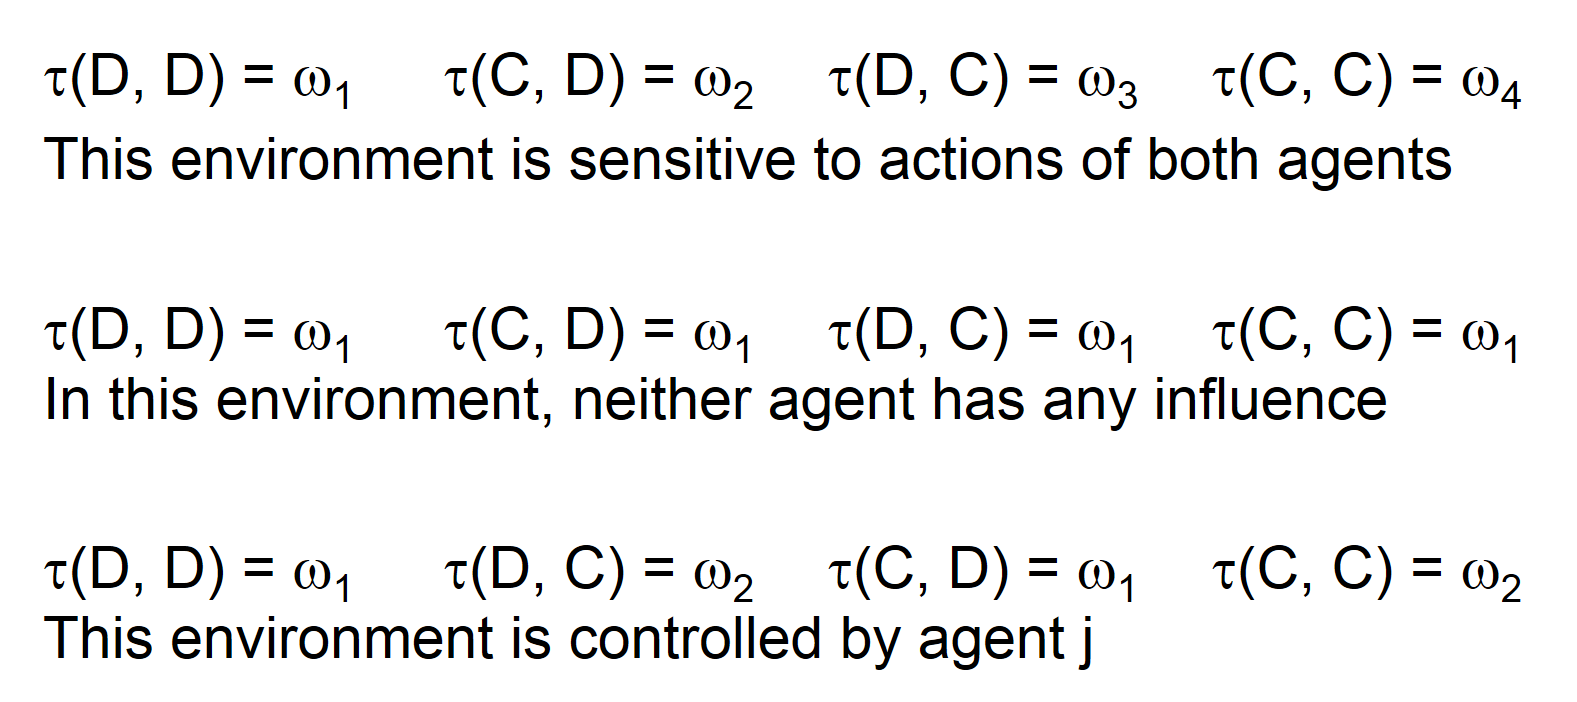 τ(D, D) = ω₁ τ(C, D) = ω₂ τ(D, C) = ω₃ τ(C, C) = ω₄
This environment is sensitive to actions of both agents
τ(D, D) = ω₁ τ(C, D) = ω₁ τ(D, C) = ω₁ τ(C, C) = ω₁
In this environment, neither agent has any influence
τ(D, D) = ω₁ τ(D, C) = ω₂ τ(C, D) = ω₁ τ(C, C) = ω₂
This environment is controlled by agent j